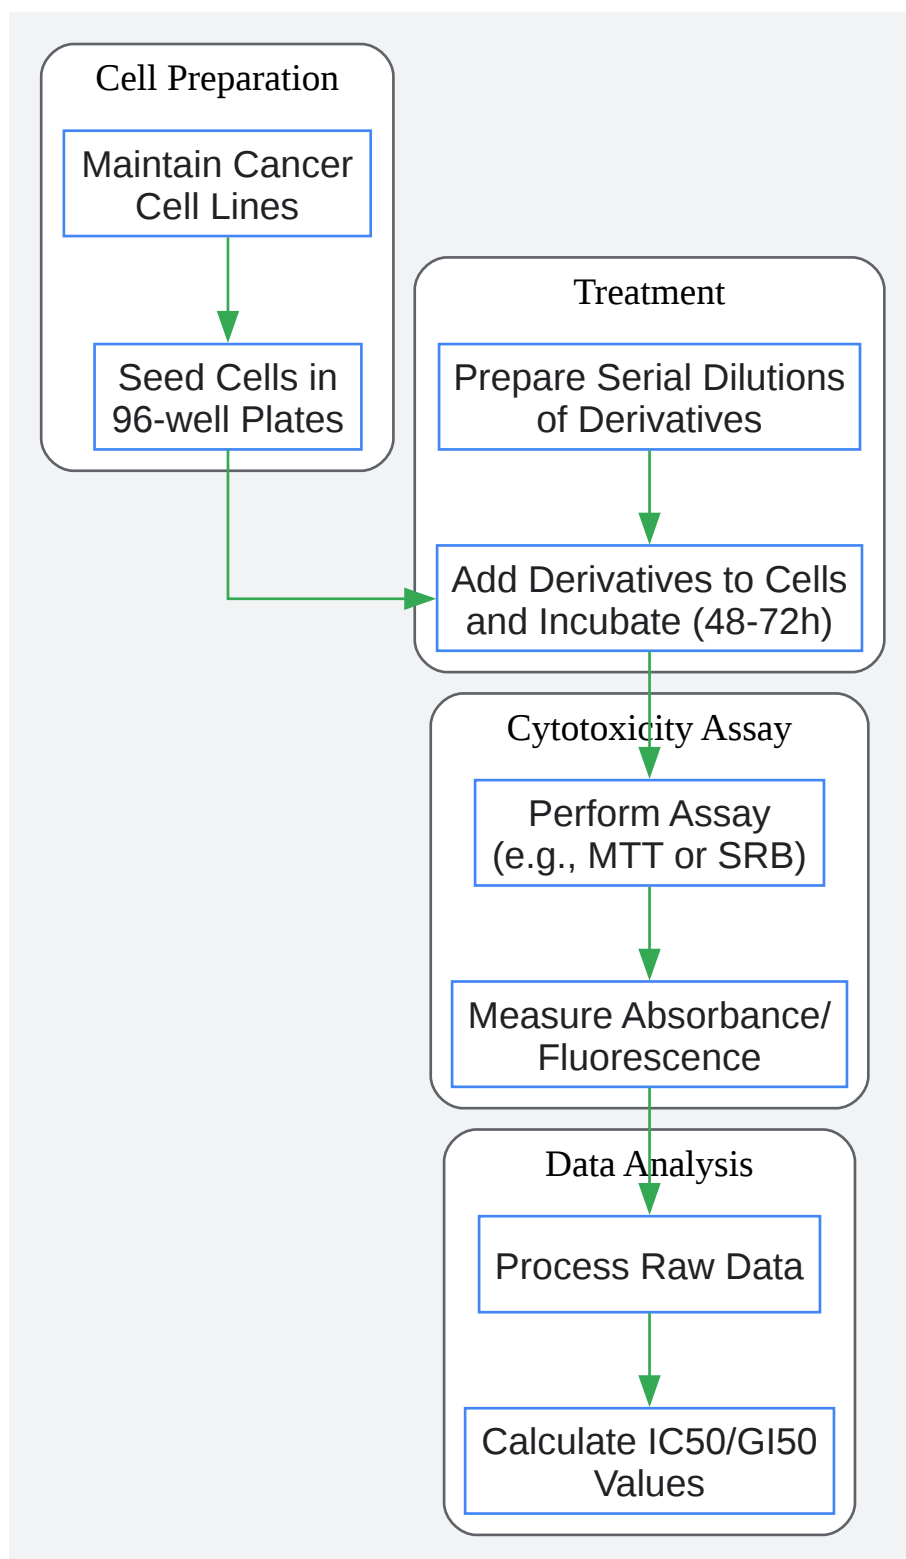 Cell Preparation
Maintain Cancer
Cell Lines
Seed Cells in
96-well Plates
Treatment
Prepare Serial Dilutions
of Derivatives
Add Derivatives to Cells
and Incubate (48-72h)
Cytotoxicity Assay
Perform Assay
(e.g., MTT or SRB)
Measure Absorbance/
Fluorescence
Data Analysis
Process Raw Data
Calculate IC50/GI50
Values